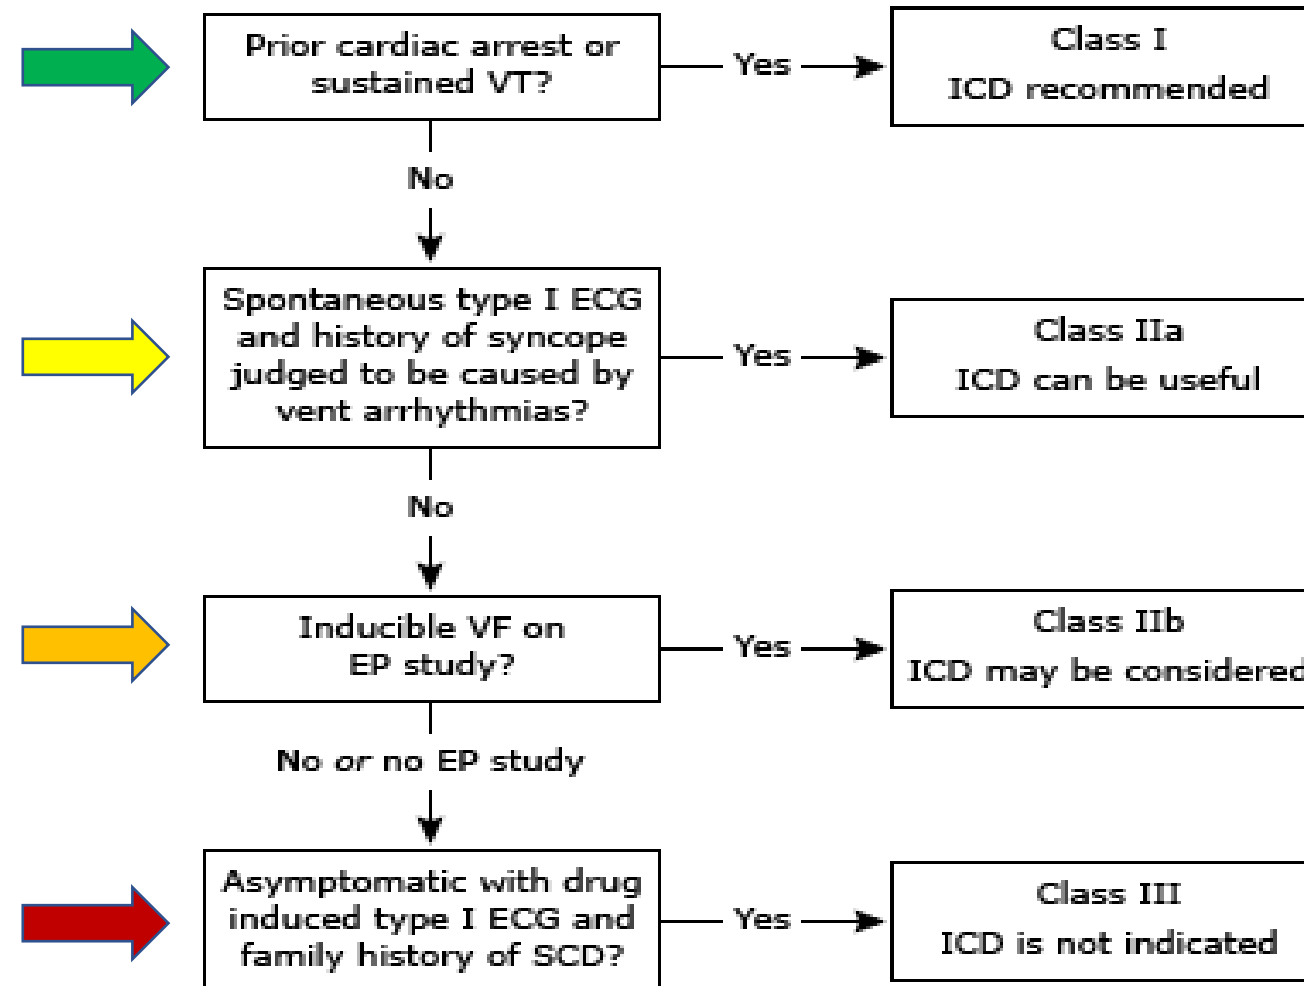 Prior cardiac arrest or
sustained VT?
Yes
Class I
ICD recommended
No
Spontaneous type I ECG
and history of syncope
judged to be caused by
vent arrhythmias?
Yes
Class IIa
ICD can be useful
No
Inducible VF on
EP study?
Yes
Class IIb
ICD may be considered
No or no EP study
Asymptomatic with drug
induced type I ECG and
family history of SCD?
Yes
Class III
ICD is not indicated